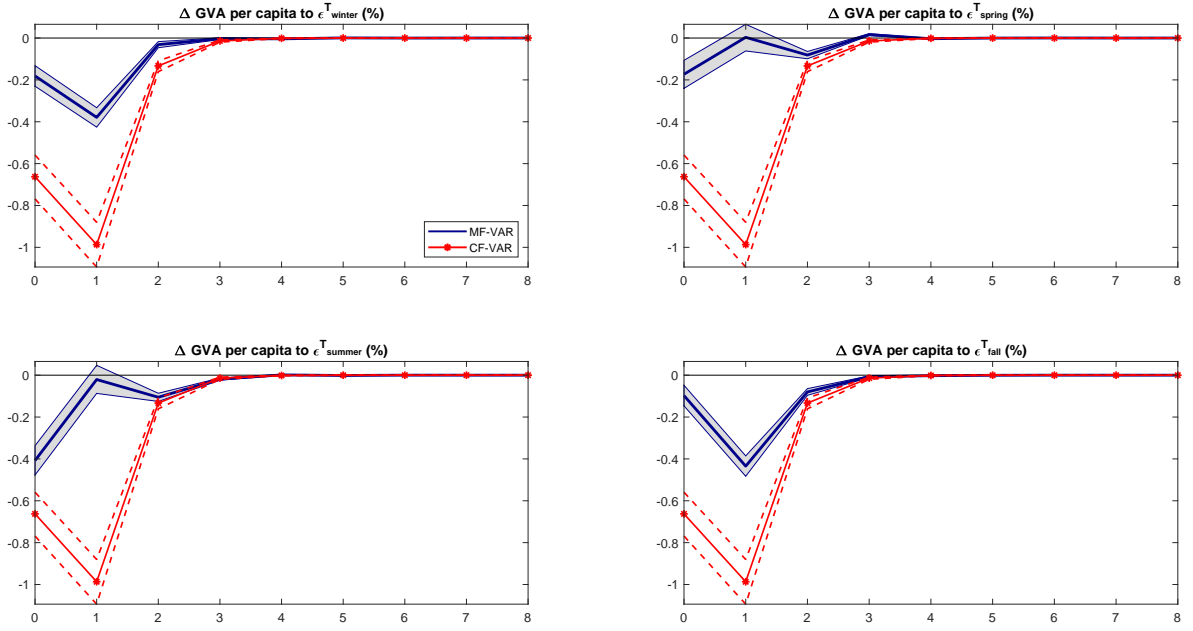 Δ GVA per capita to ϵ^T_winter (%)
0
-0.2
-0.4
-0.6
-0.8
-1
0 1 2 3 4 5 6 7 8
MF-VAR
CF-VAR
Δ GVA per capita to ϵ^T_spring (%)
0
-0.2
-0.4
-0.6
-0.8
-1
0 1 2 3 4 5 6 7 8
Δ GVA per capita to ϵ^T_summer (%)
0
-0.2
-0.4
-0.6
-0.8
-1
0 1 2 3 4 5 6 7 8
Δ GVA per capita to ϵ^T_fall (%)
0
-0.2
-0.4
-0.6
-0.8
-1
0 1 2 3 4 5 6 7 8